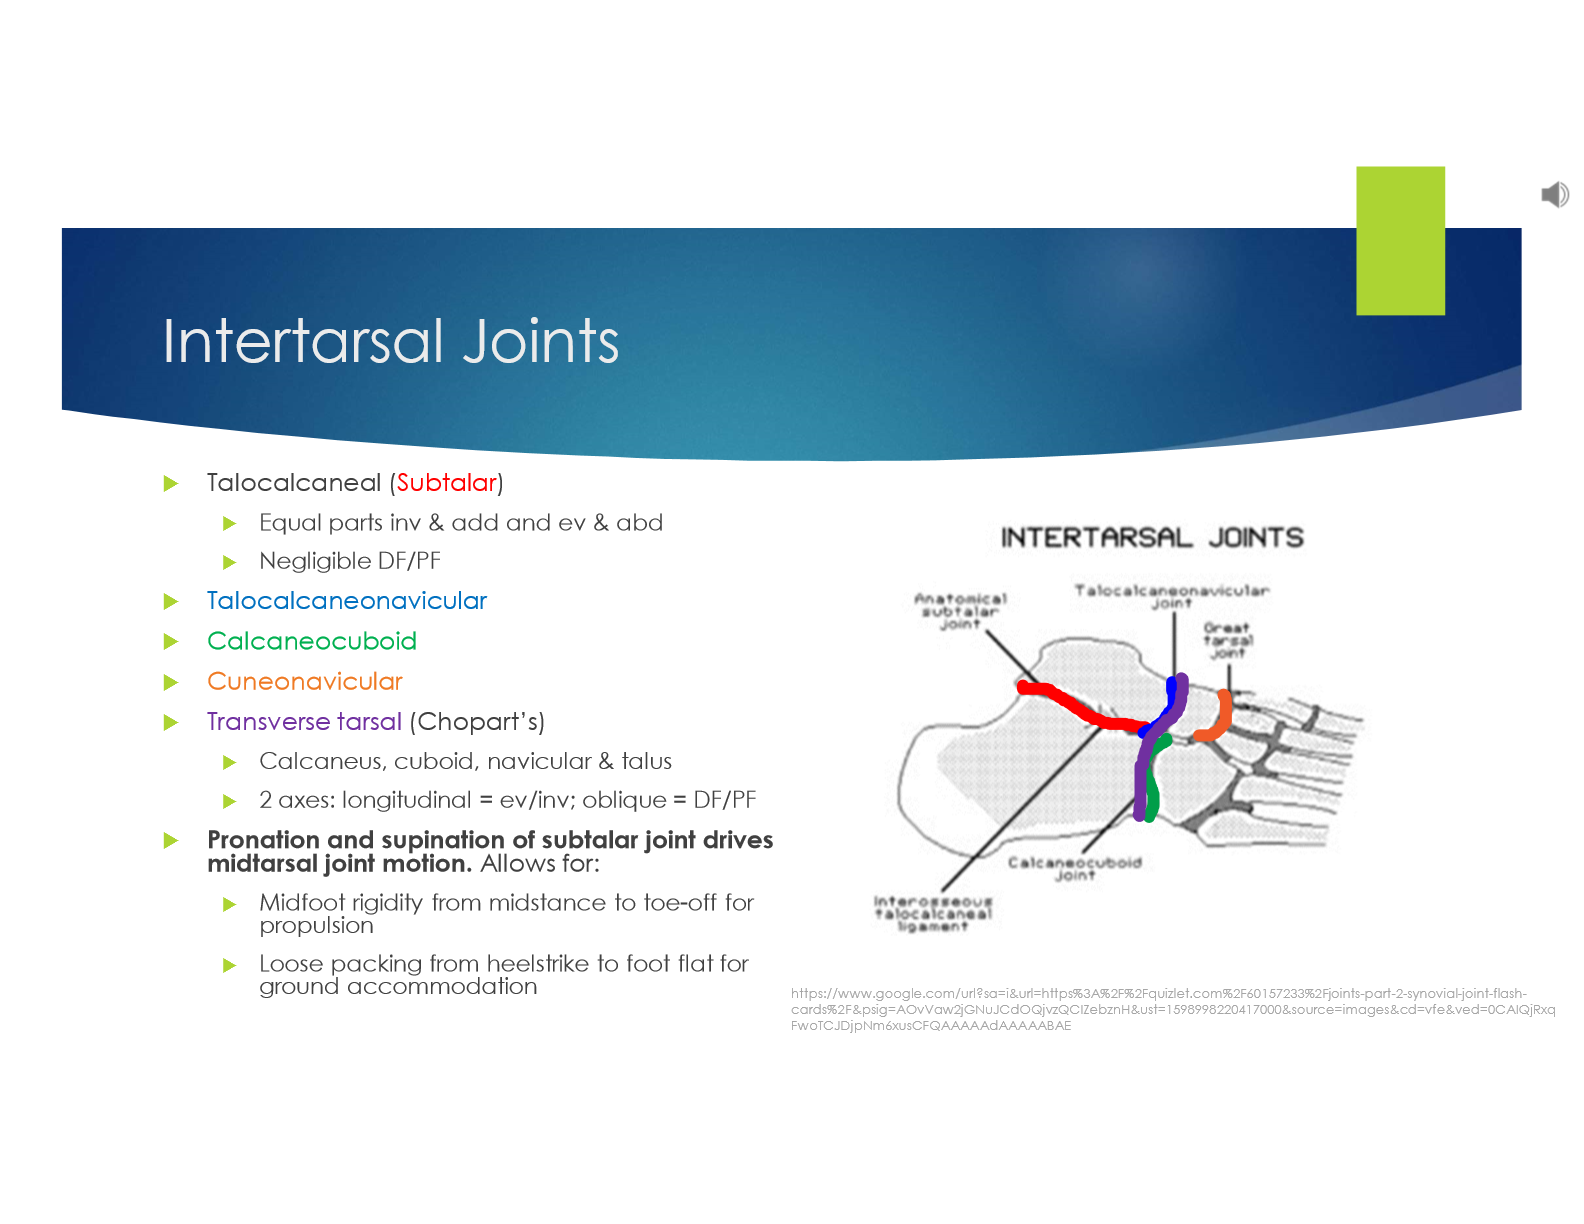 Intertarsal Joints
Talocalcaneal (Subtalar)
Equal parts inv & add and ev & abd
Negligible DF/PF
Talocalcaneonavicular
Calcaneocuboid
Cuneonavicular
Transverse tarsal (Chopart's)
Calcaneus, cuboid, navicular & talus
2 axes: longitudinal = ev/inv; oblique = DF/PF
Pronation and supination of subtalar joint drives
midtarsal joint motion. Allows for:
Midfoot rigidity from midstance to toe-off for
propulsion
Loose packing from heelstrike to foot flat for
ground accommodation
INTERTARSAL JOINTS
Anatomical
subtalar
joint
Talocalcaneonavicular
joint
Great
tarsal
joint
Calcaneocuboid
joint
Interosseous
talocalcaneal
ligament
https://www.google.com/url?sa=i&url=https%3A%2F%2Fquizlet.com%2F60157233%2Fjoints-part-2-synovial-joint-flash-
cards%2F&psig=AOvVaw2jGNuJCdOQjvzQCIZebznH&ust=1598998220417000&source=images&cd=vfe&ved=0CAIQjRxq
FwoTCJDjpNm6xusCFQAAAAAdAAAAABAE